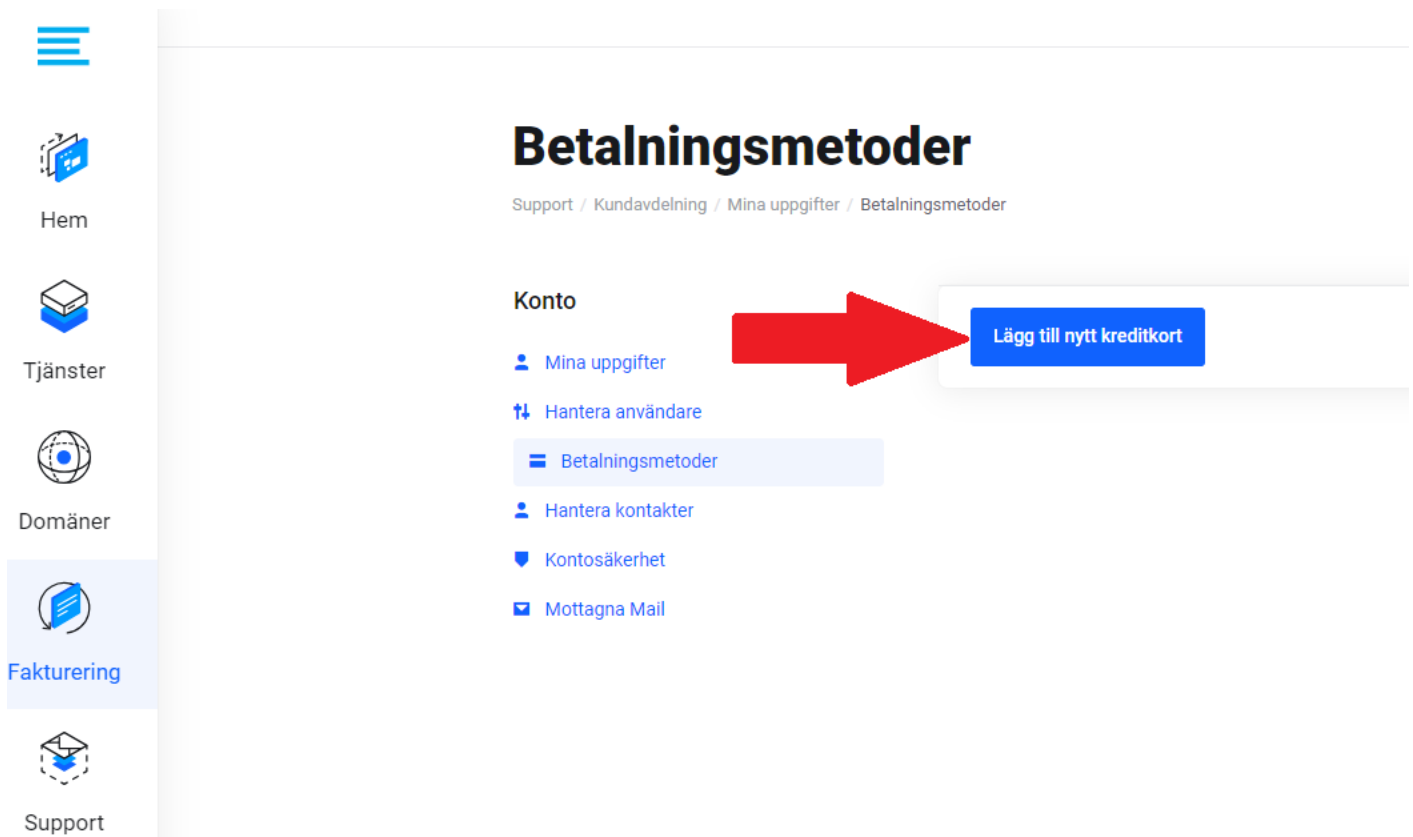 Hem
Tjänster
Domäner
Fakturering
Support
Betalningsmetoder
Support / Kundavdelning / Mina uppgifter / Betalningsmetoder
Konto
Mina uppgifter
Hantera användare
Betalningsmetoder
Hantera kontakter
Kontosäkerhet
Mottagna Mail
Lägg till nytt kreditkort